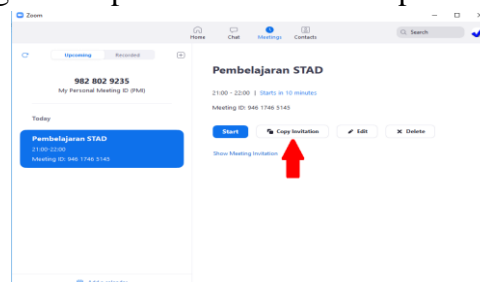 Zoom
Home Chat Meetings Contacts
Search
Upcoming Recorded
982 802 9235
My Personal Meeting ID (PMI)
Today
Pembelajaran STAD
21:00-22:00
Meeting ID: 946 1746 5143
Pembelajaran STAD
21:00 - 22:00 | Starts in 10 minutes
Meeting ID: 946 1746 5143
Start Copy Invitation Edit Delete
Show Meeting Invitation